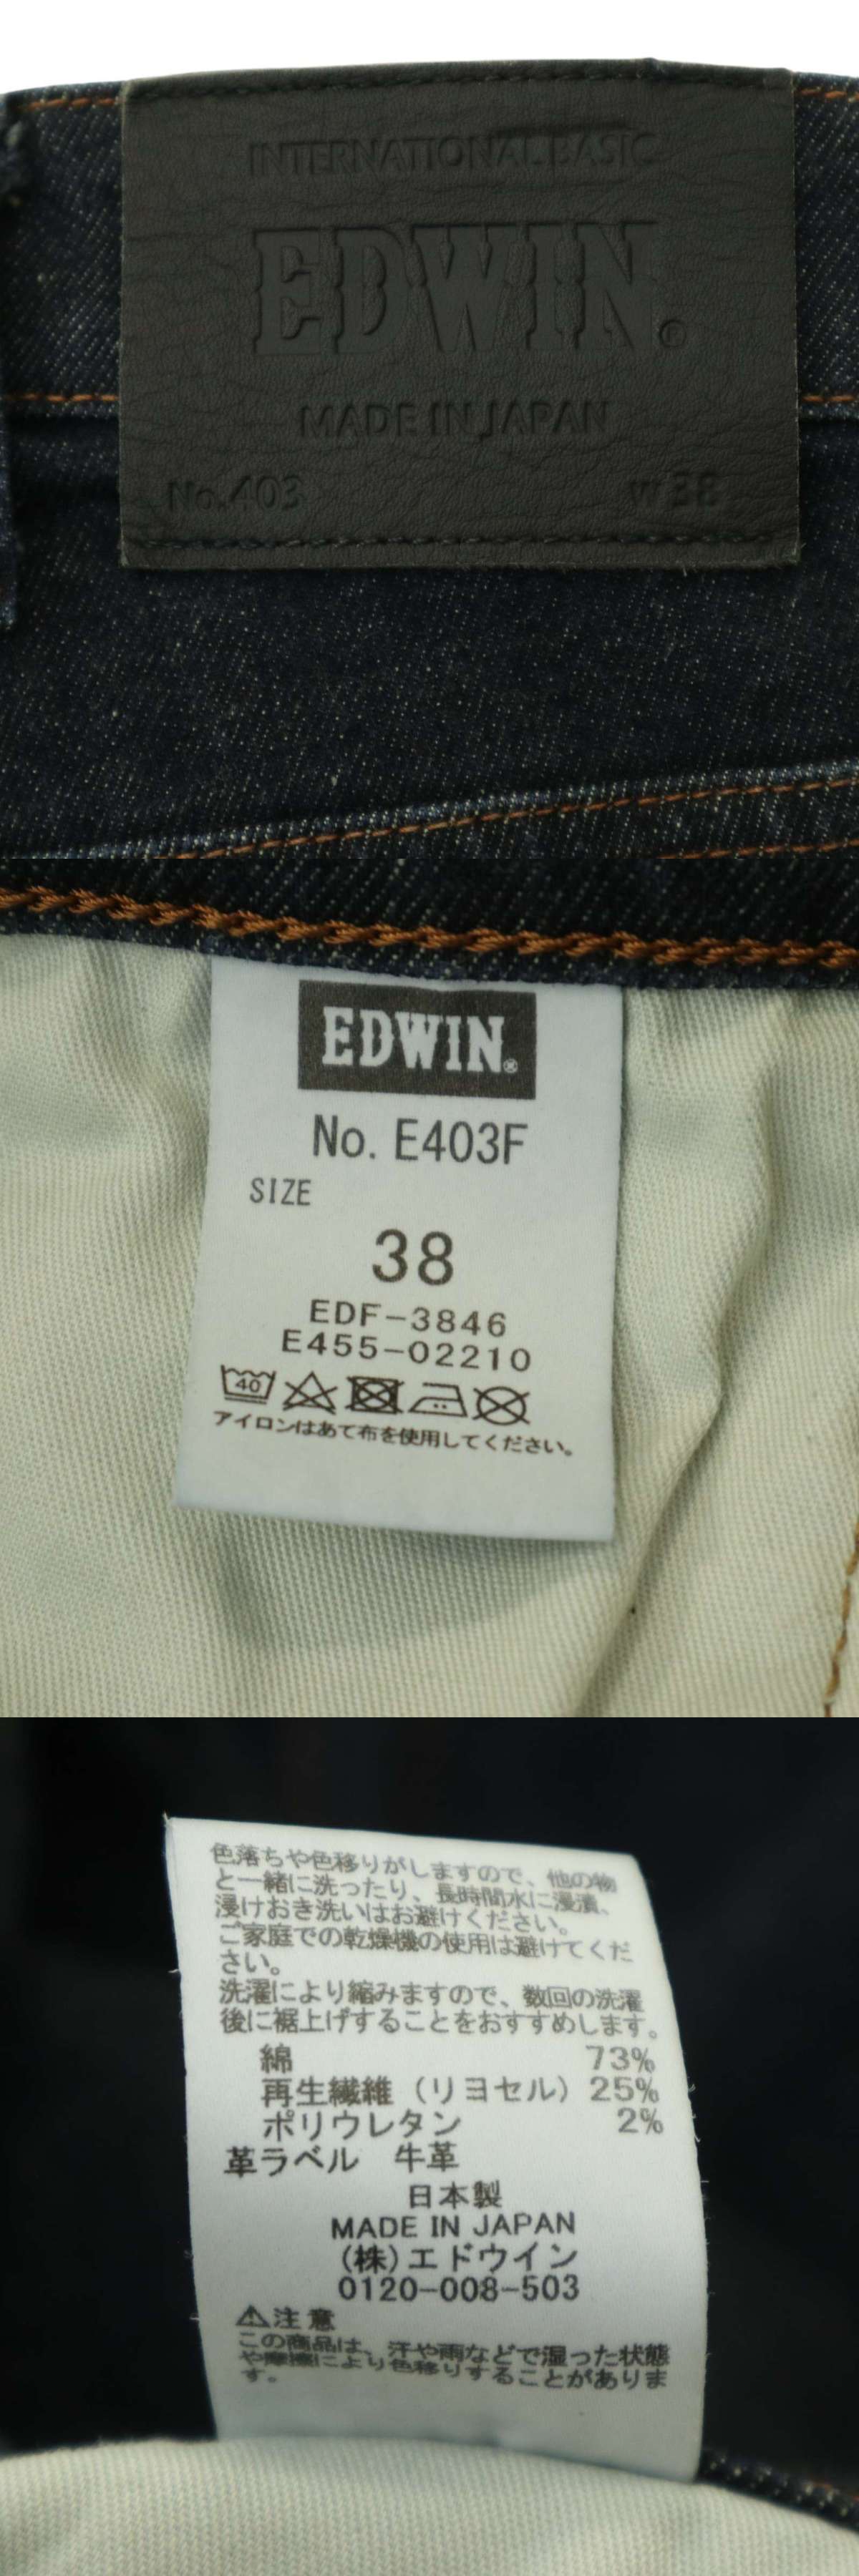 INTERNATIONAL BASIC
EDWIN®
MADE IN JAPAN
No.403 W38
EDWIN®
No. E403F
SIZE
38
EDF-3846
E455-02210
40
アイロンはあて布を使用してください。
色落ちや色移りがしますので、他の物
と一緒に洗ったり、長時間水に浸漬、
浸けおき洗いはお避けください。
ご家庭での乾燥機の使用は避けてくだ
さい。
洗濯により縮みますので、数回の洗濯
後に裾上げすることをおすすめします。
綿 73%
再生繊維（リヨセル）25%
ポリウレタン 2%
革ラベル 牛革
日本製
MADE IN JAPAN
(株)エドウイン
0120-008-503
⚠注意
この商品は、汗や雨などで湿った状態
や摩擦により色移りすることがありま
す。